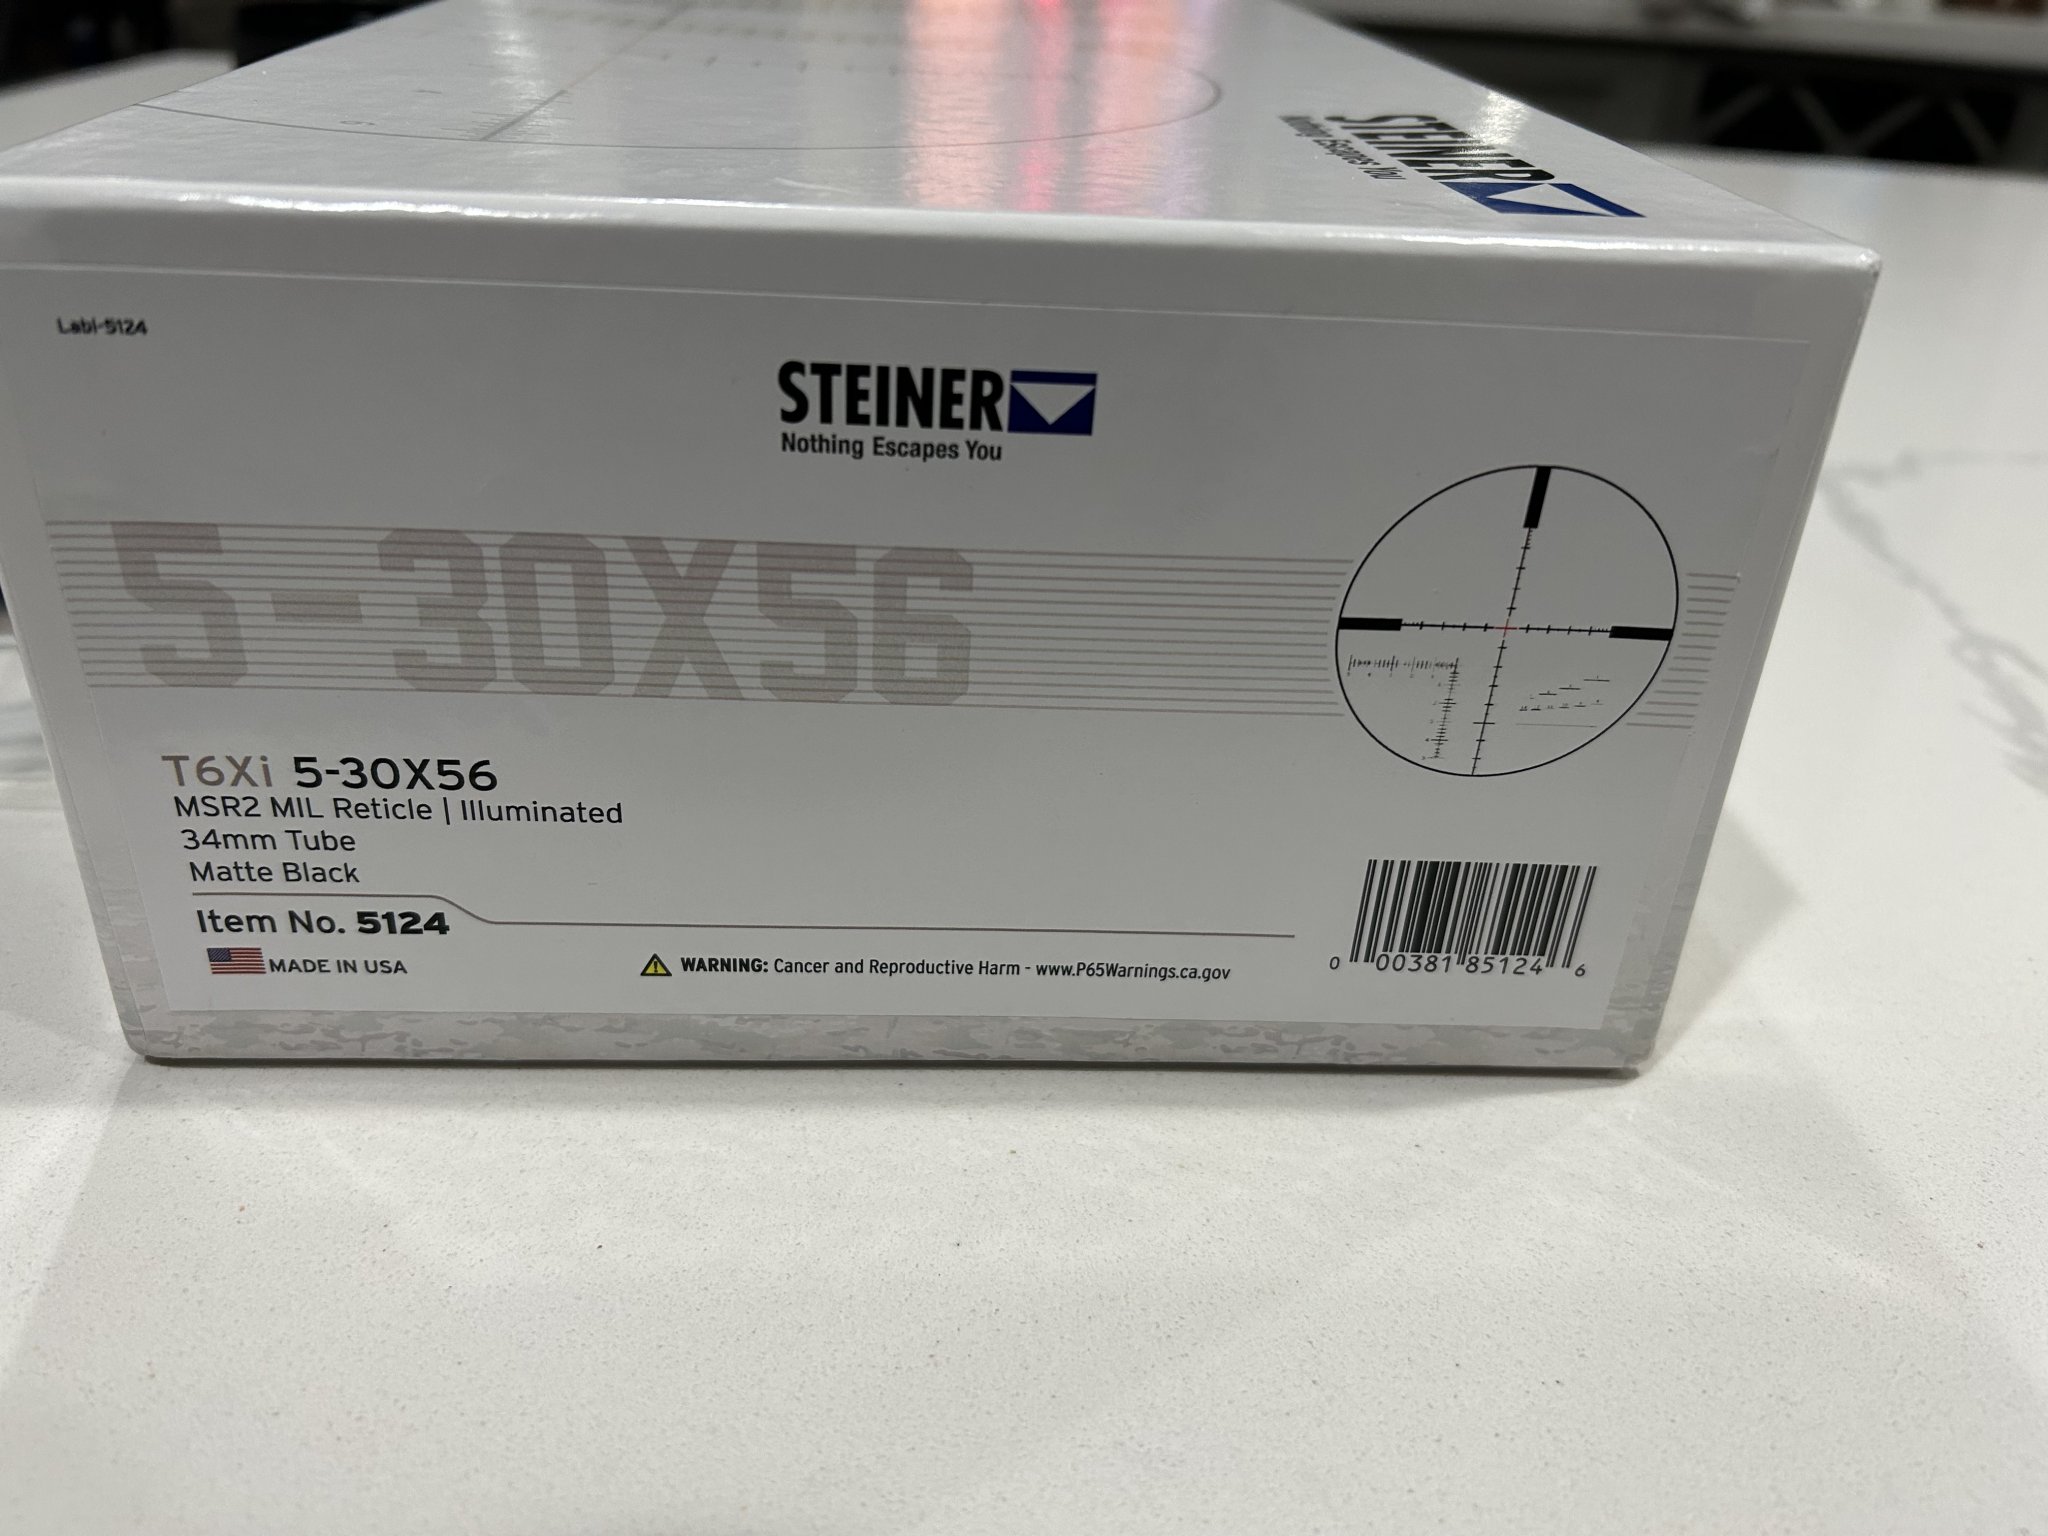 STEINER
Nothing Escapes You
Labl-5124
STEINER
Nothing Escapes You
5-30X56
T6Xi 5-30X56
MSR2 MIL Reticle | Illuminated
34mm Tube
Matte Black
Item No. 5124
MADE IN USA
WARNING: Cancer and Reproductive Harm - www.P65Warnings.ca.gov
0 00381 85124 6